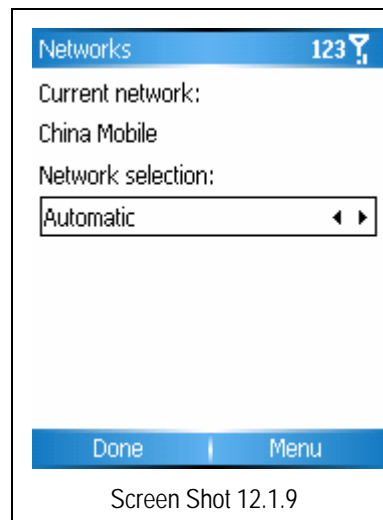 Networks 123
Current network:
China Mobile
Network selection:
Automatic
Done Menu
Screen Shot 12.1.9